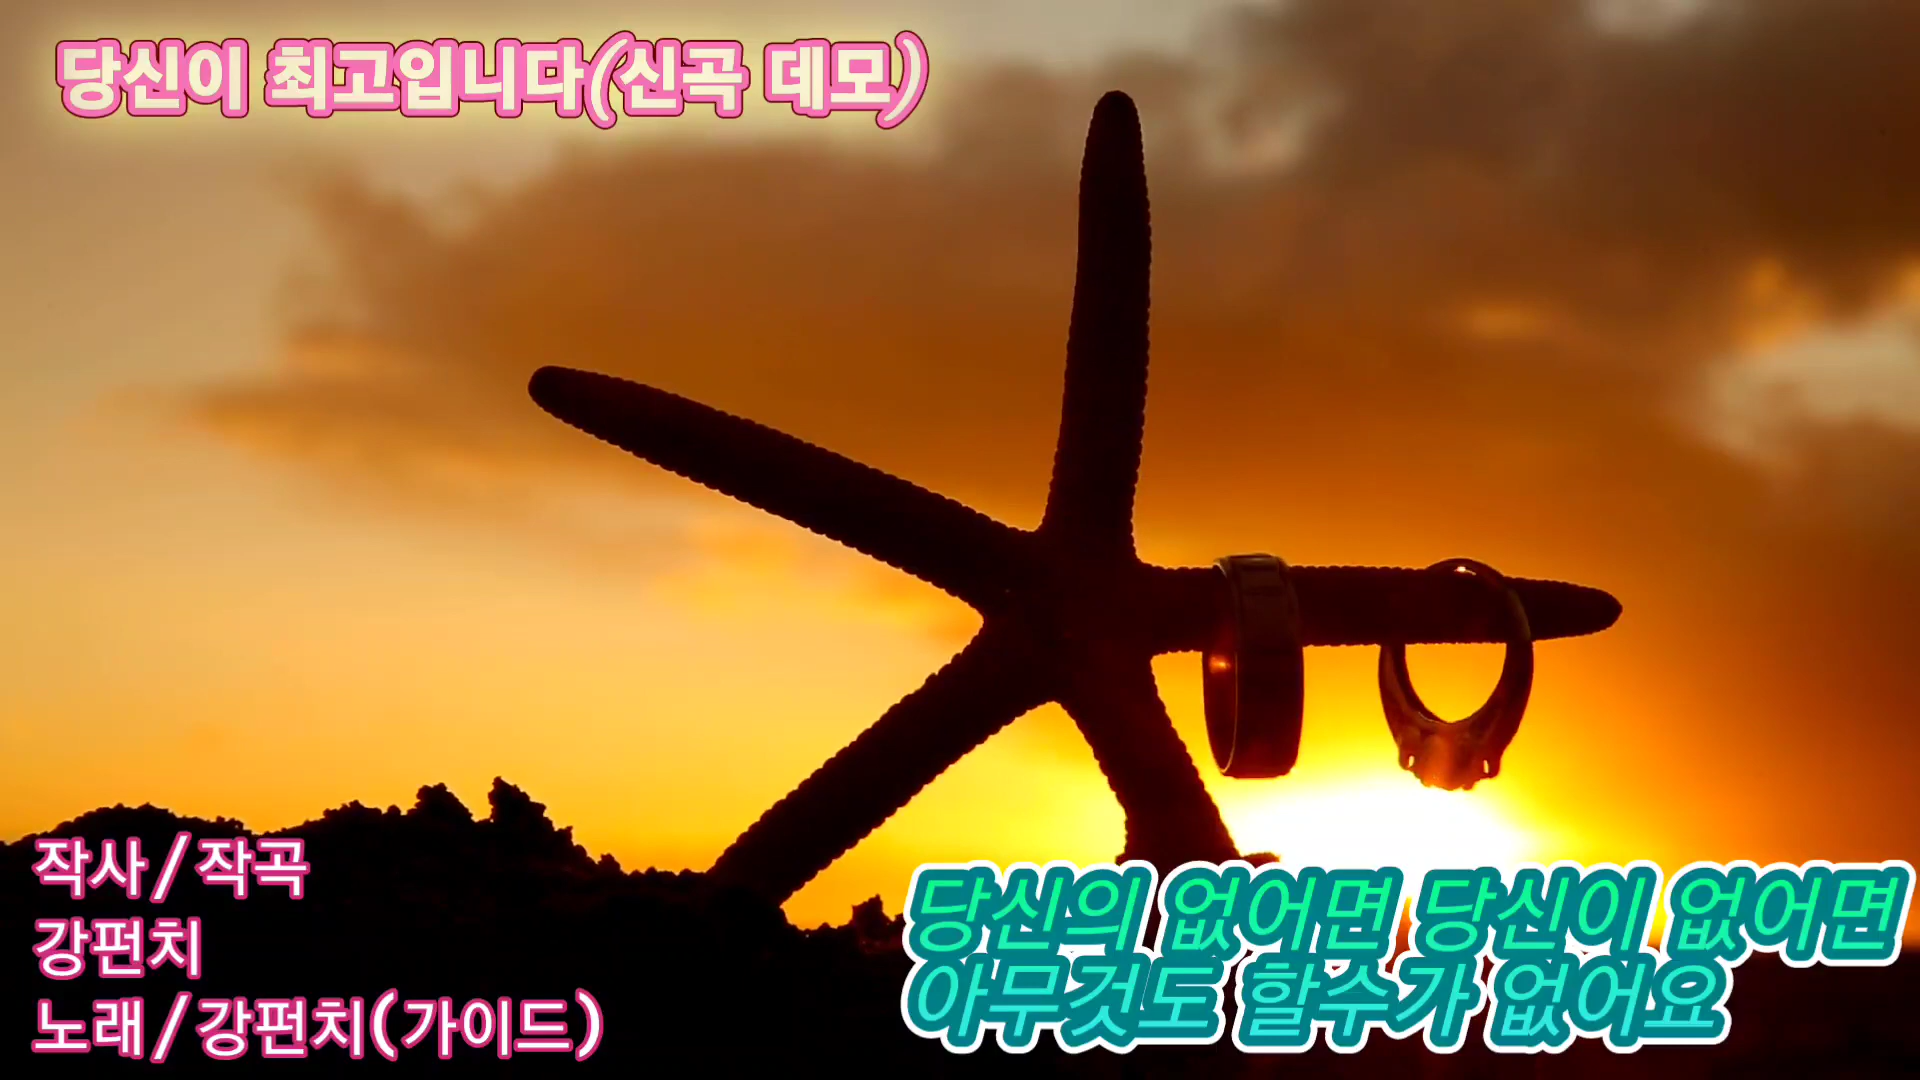 당신이 최고입니다(신곡 데모)
작사/작곡
강펀치
노래/강펀치(가이드)
당신의 없어면 당신이 없어면
아무것도 할수가 없어요